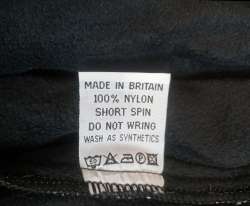 MADE IN BRITAIN
100% NYLON
SHORT SPIN
DO NOT WRING
WASH AS SYNTHETICS